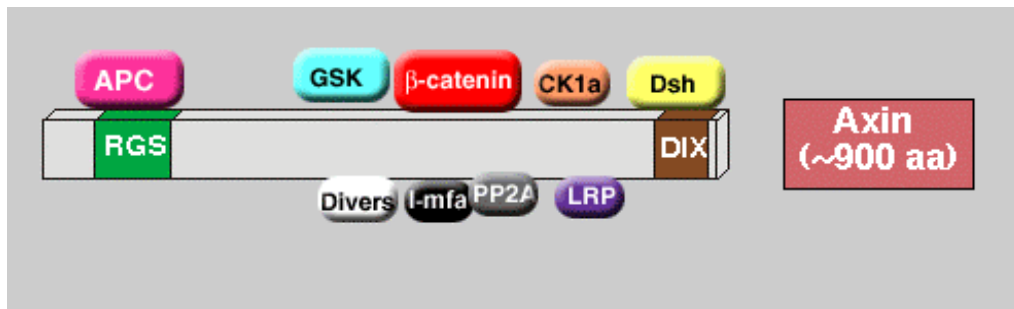 APC
GSK
β-catenin
CK1a
Dsh
RGS
DIX
Divers
I-mfa
PP2A
LRP
Axin
(~900 aa)